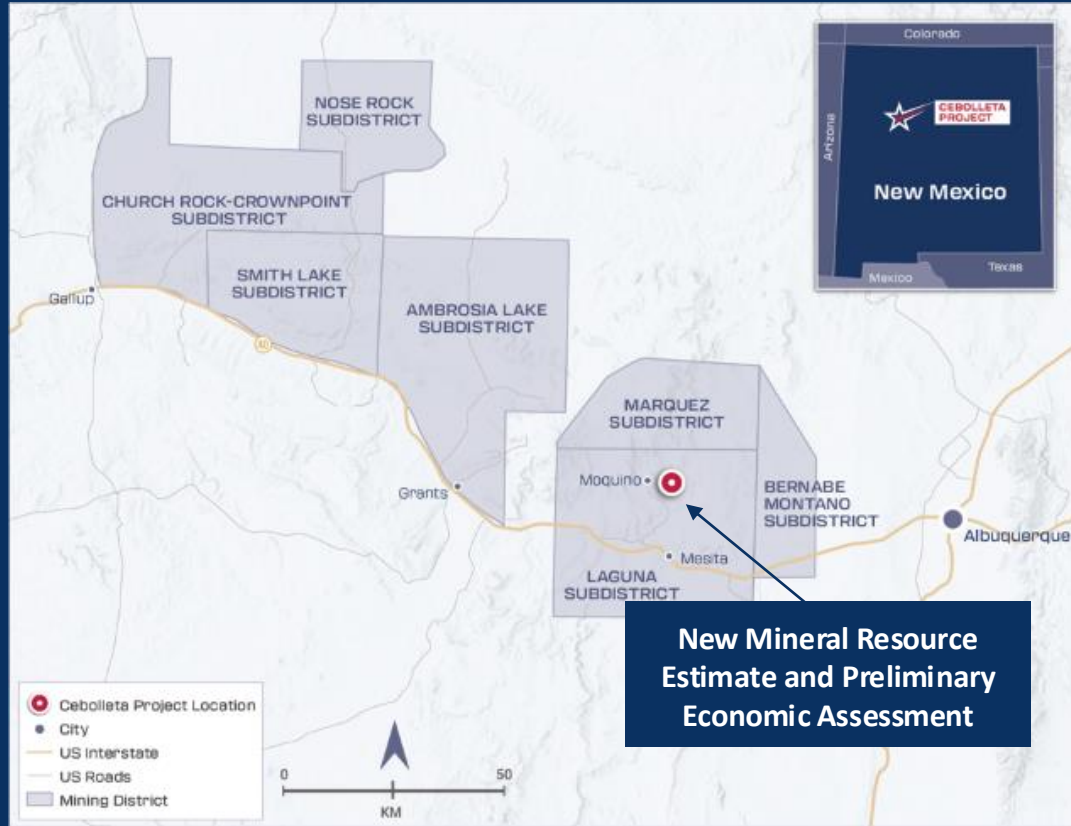 Colorado
Arizona
CEBOLLETA
PROJECT
New Mexico
Mexico
Texas
NOSE ROCK
SUBDISTRICT
CHURCH ROCK-CROWNPOINT
SUBDISTRICT
SMITH LAKE
SUBDISTRICT
AMBROSIA LAKE
SUBDISTRICT
Gallup
40
MARQUEZ
SUBDISTRICT
Moquino
Grants
BERNABE
MONTANO
SUBDISTRICT
Albuquerque
Mesita
LAGUNA
SUBDISTRICT
New Mineral Resource
Estimate and Preliminary
Economic Assessment
Cebolleta Project Location
City
US Interstate
US Roads
Mining District
0 50
KM